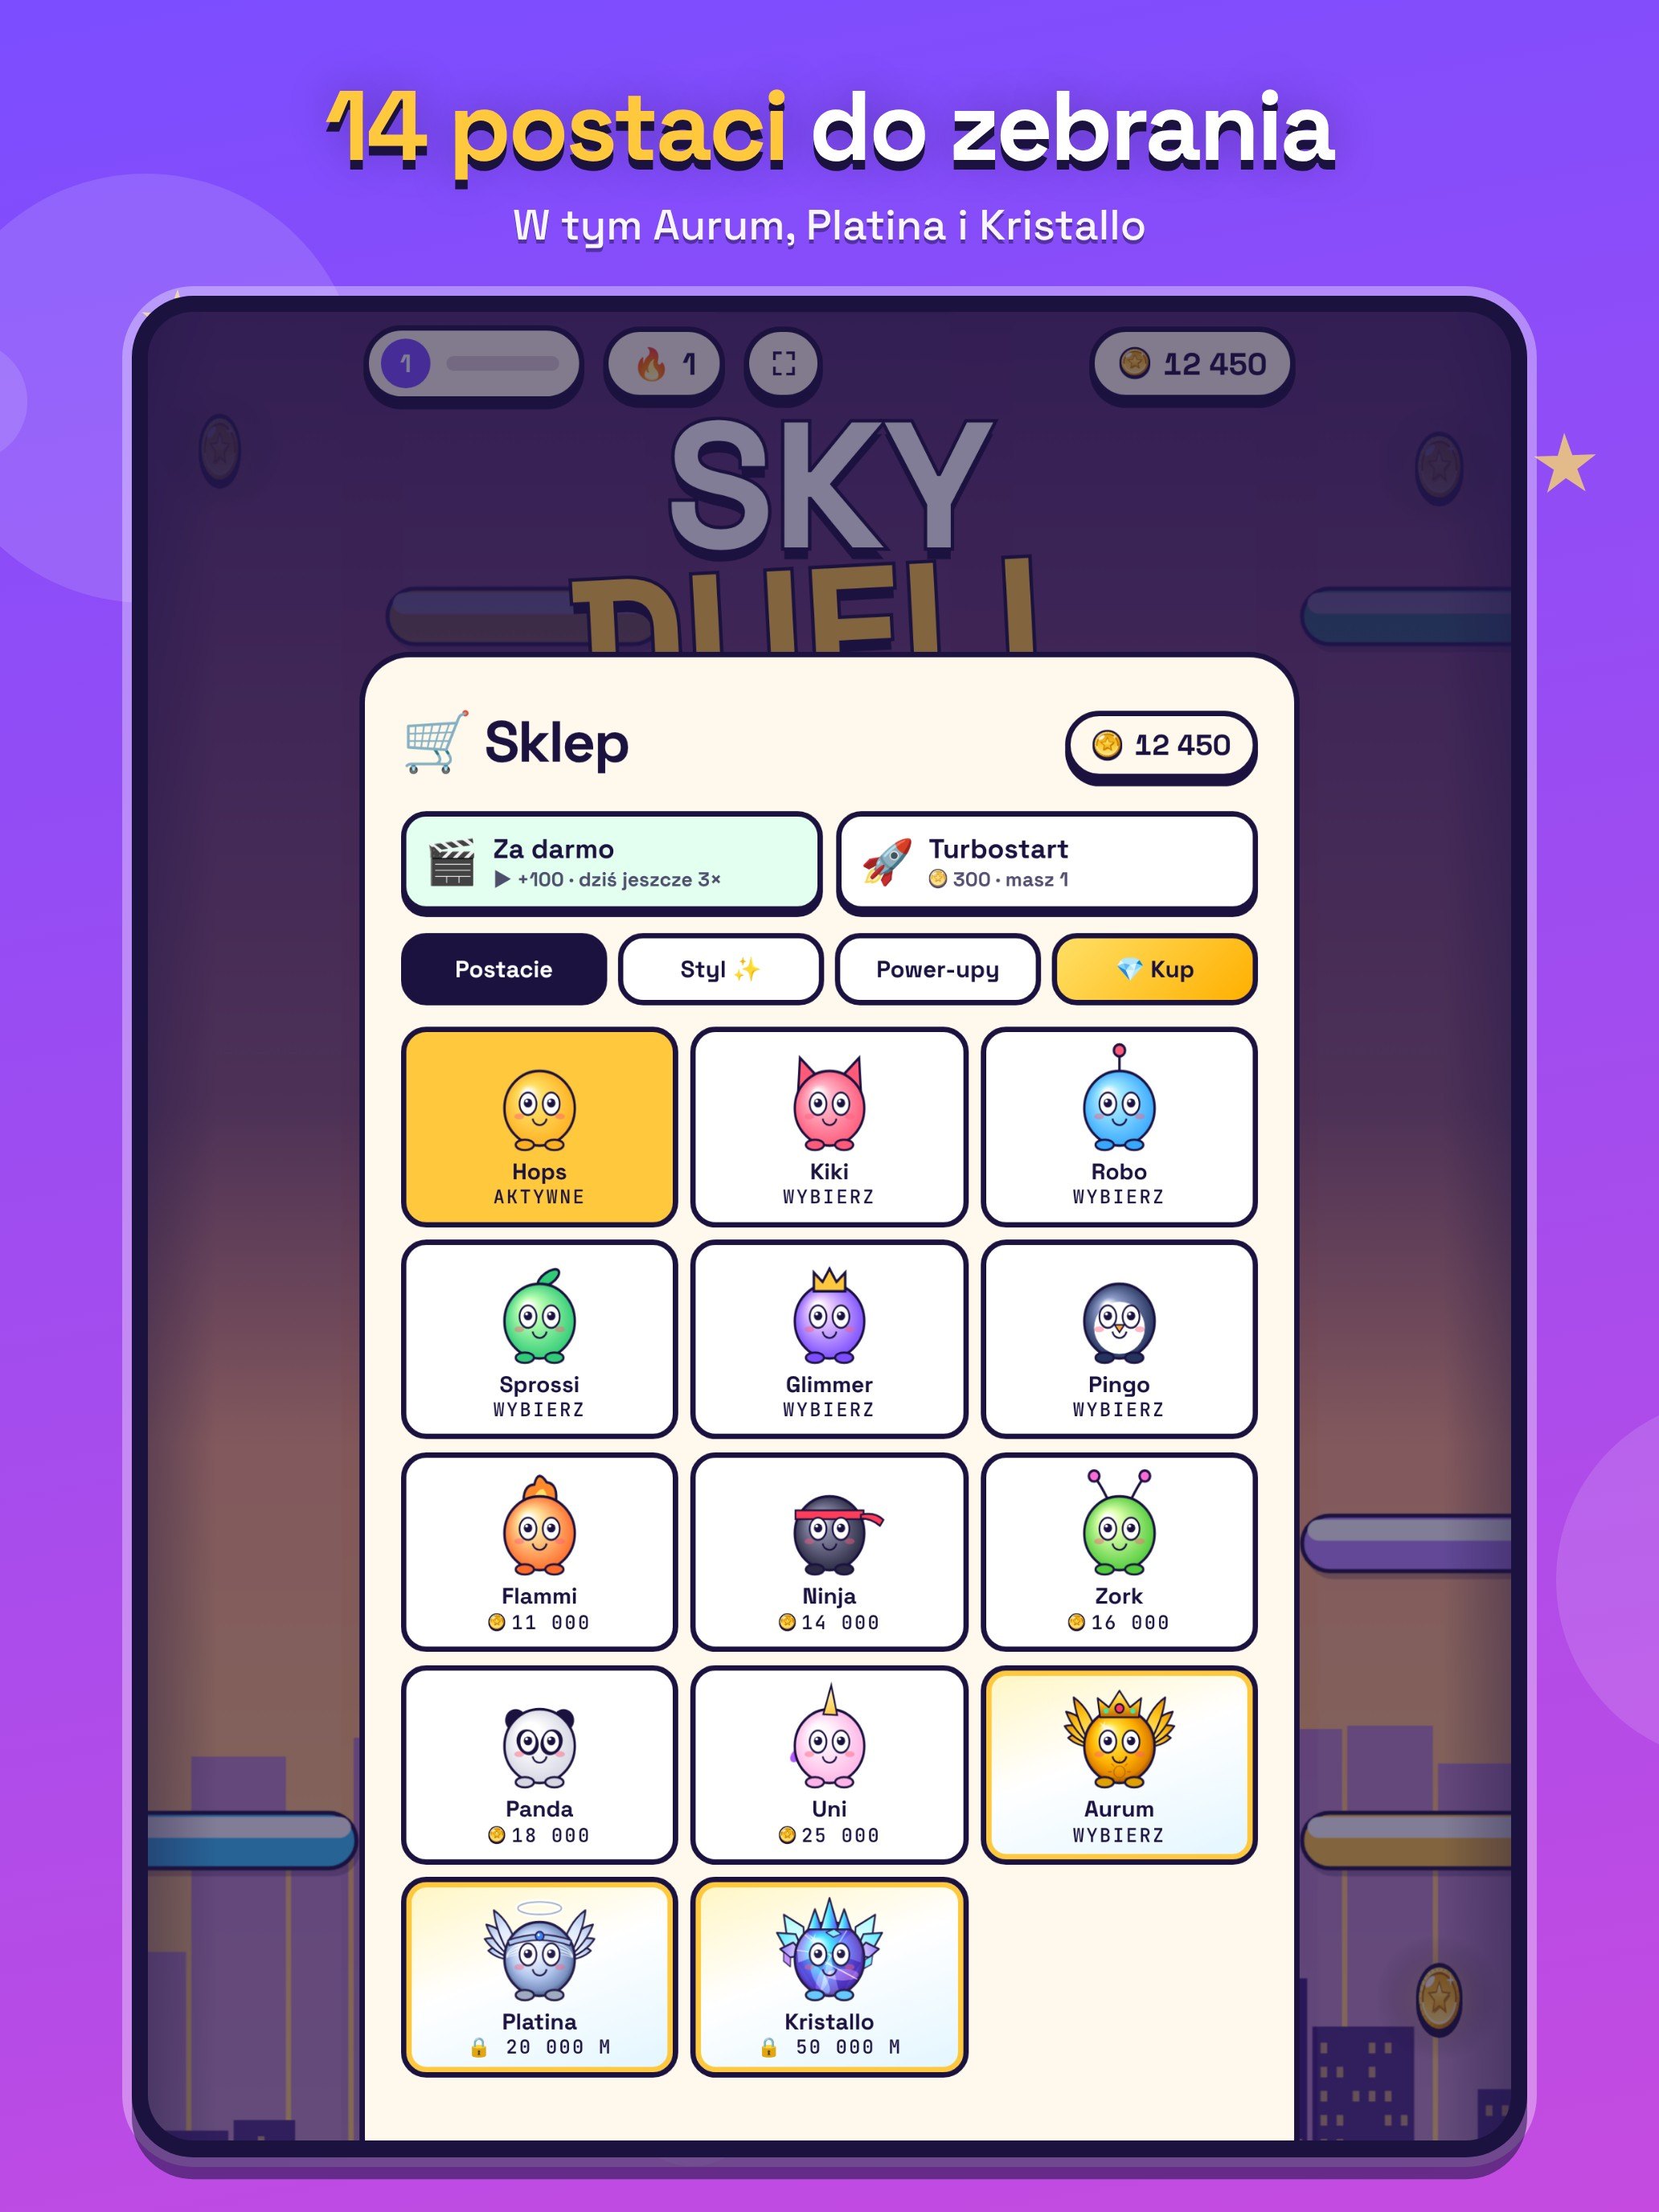 14 postaci do zebrania
W tym Aurum, Platina i Kristallo
1
🔥 1
12 450
SKY
DUELL
🛒 Sklep
12 450
🎬 Za darmo
▶ +100 · dziś jeszcze 3×
🚀 Turbostart
300 · masz 1
Postacie
Styl ✨
Power-upy
💎 Kup
Hops
AKTYWNE
Kiki
WYBIERZ
Robo
WYBIERZ
Sprossi
WYBIERZ
Glimmer
WYBIERZ
Pingo
WYBIERZ
Flammi
11 000
Ninja
14 000
Zork
16 000
Panda
18 000
Uni
25 000
Aurum
WYBIERZ
Platina
🔒 20 000 M
Kristallo
🔒 50 000 M